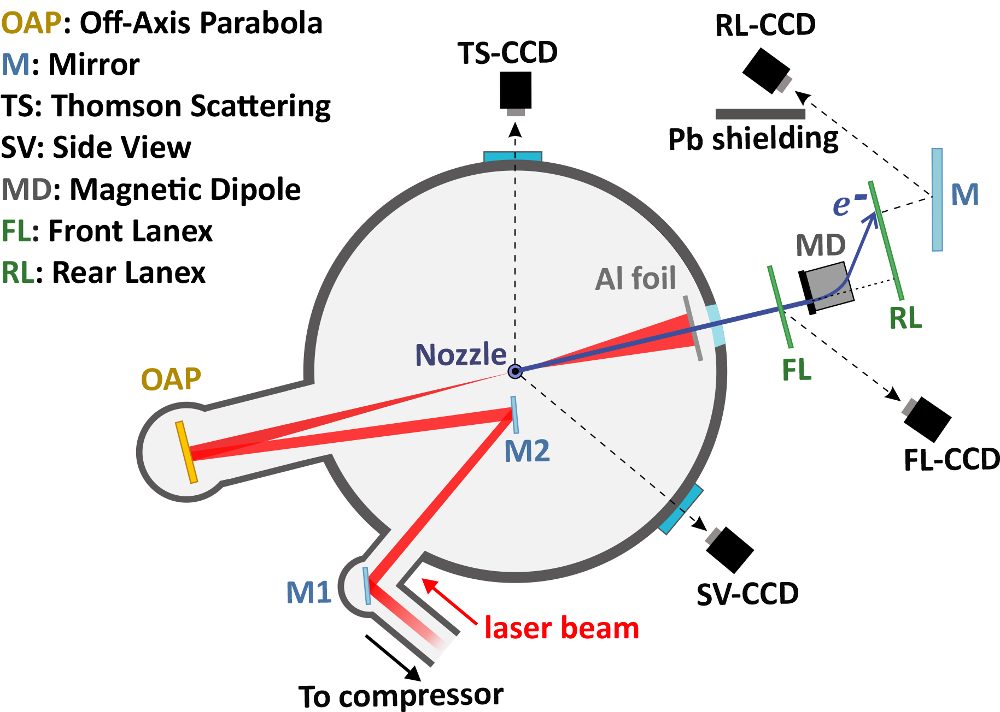 OAP: Off-Axis Parabola
M: Mirror
TS: Thomson Scattering
SV: Side View
MD: Magnetic Dipole
FL: Front Lanex
RL: Rear Lanex
RL-CCD
TS-CCD
Pb shielding
M
e-
MD
Al foil
RL
Nozzle
FL
OAP
M2
FL-CCD
M1
SV-CCD
laser beam
To compressor